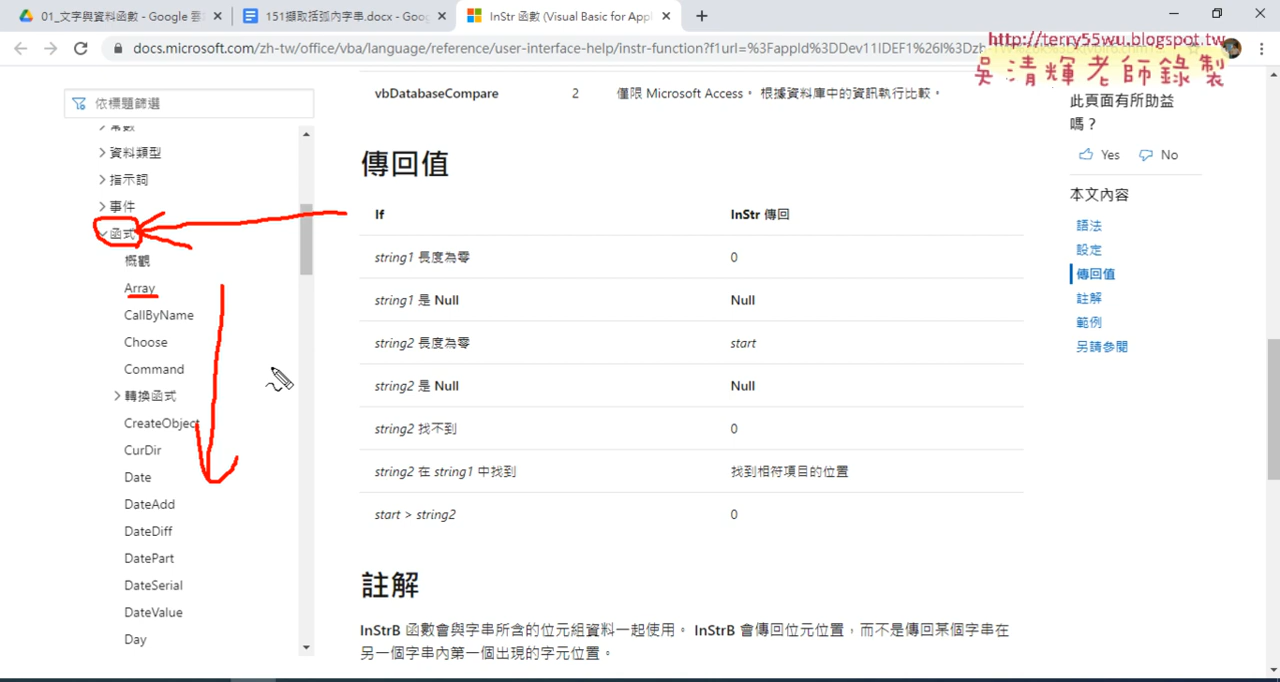 01_文字與資料函數 - Google 雲
151擷取括弧內字串.docx - Goog
InStr 函數 (Visual Basic for Appl
docs.microsoft.com/zh-tw/office/vba/language/reference/user-interface-help/instr-function?f1url=%3FappId%3DDev11IDEF1%26l%3Dzh
http://terry55wu.blogspot.tw
吳清輝老師錄製
依標題篩選
常數
資料類型
指示詞
事件
函式
概觀
Array
CallByName
Choose
Command
轉換函式
CreateObject
CurDir
Date
DateAdd
DateDiff
DatePart
DateSerial
DateValue
Day
vbDatabaseCompare 2 僅限 Microsoft Access。 根據資料庫中的資訊執行比較。
傳回值
If InStr 傳回
string1 長度為零 0
string1 是 Null Null
string2 長度為零 start
string2 是 Null Null
string2 找不到 0
string2 在 string1 中找到 找到相符項目的位置
start > string2 0
註解
InStrB 函數會與字串所含的位元組資料一起使用。 InStrB 會傳回位元位置，而不是傳回某個字串在
另一個字串內第一個出現的字元位置。
此頁面有所助益
嗎？
Yes No
本文內容
語法
設定
傳回值
註解
範例
另請參閱